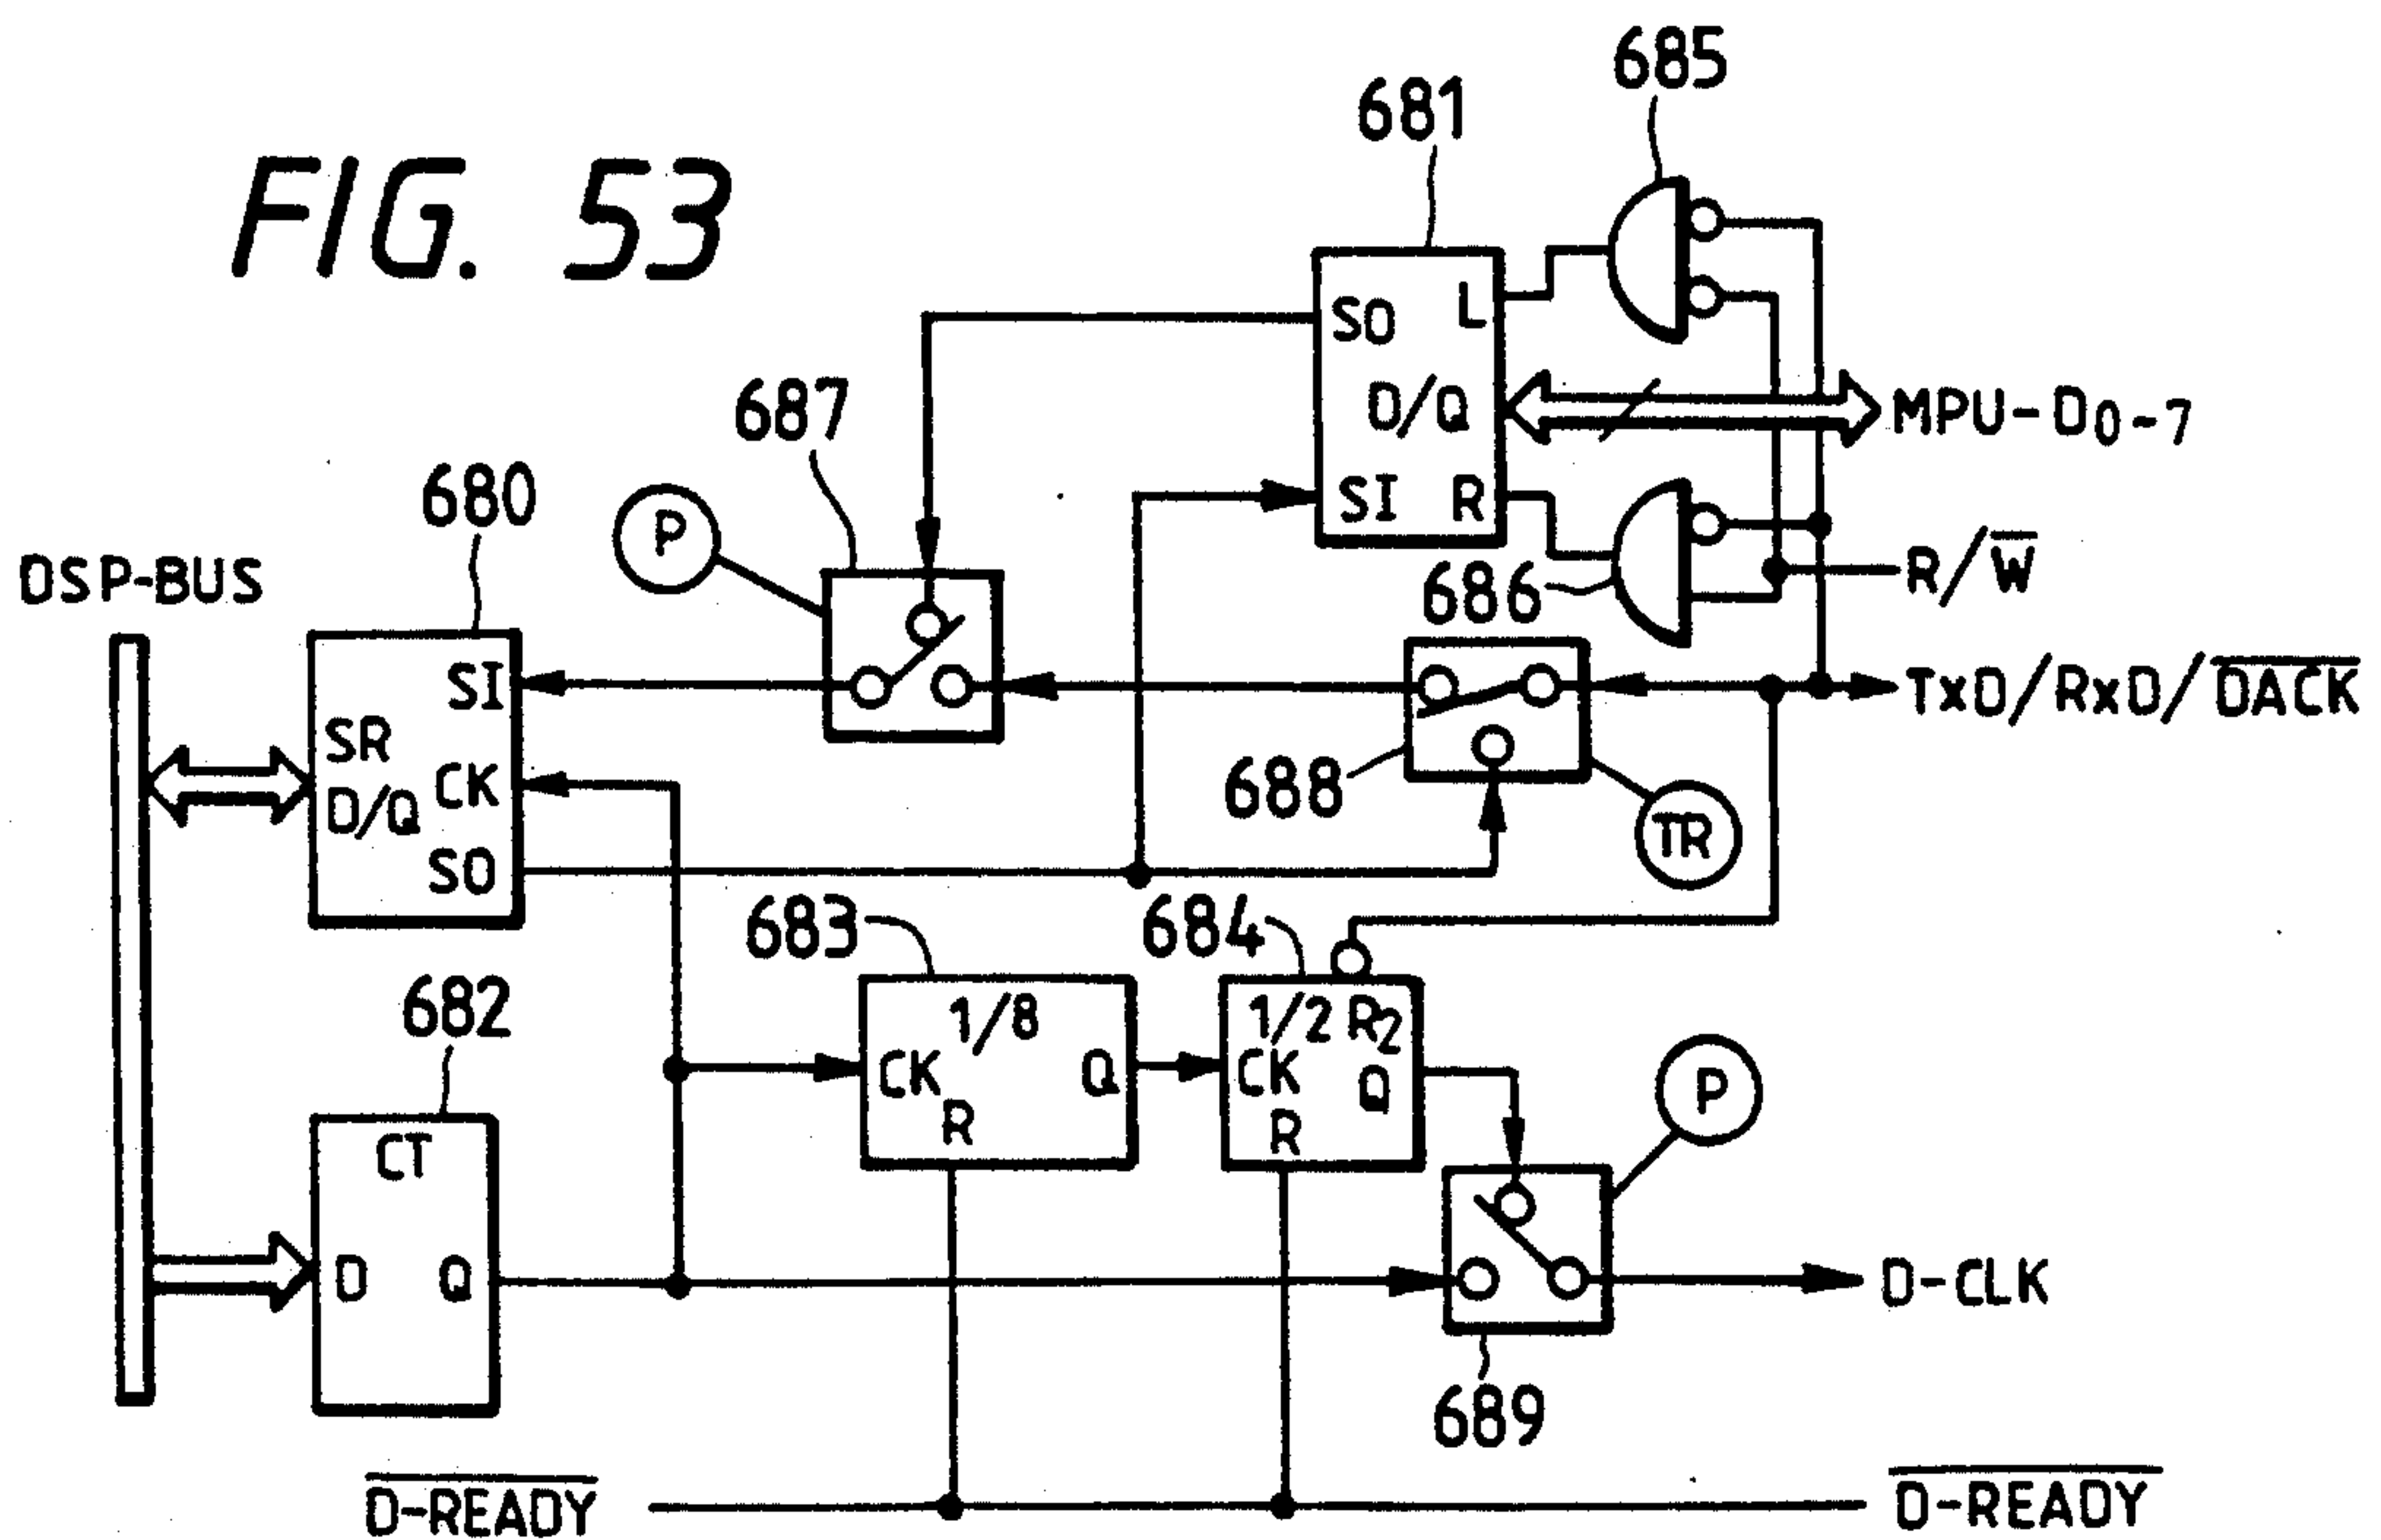 FIG. 53
685
681
SO L
D/Q
SI R
MPU-D0-7
687
P
680
686
R/W
DSP-BUS
SI
SR
CK
D/Q
SO
TxD/RxD/DACK
688
TR
683
684
682
1/8
CK Q
R
1/2 R2
CK Q
R
P
CT
D Q
D-CLK
689
D-READY
D-READY